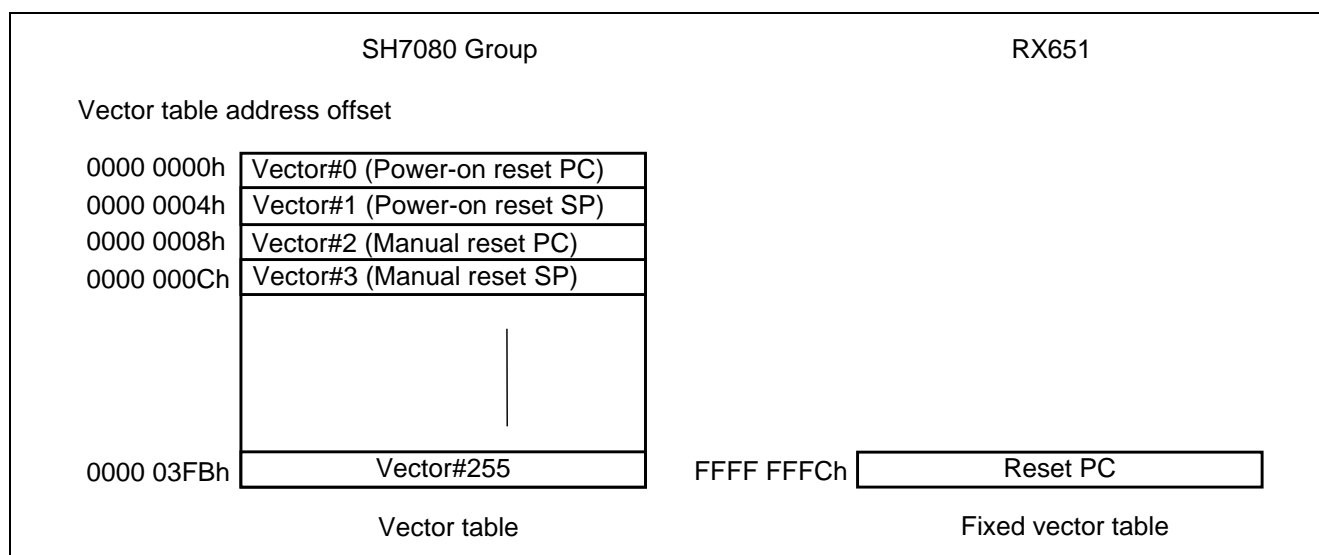 SH7080 Group RX651
Vector table address offset
0000 0000h Vector#0 (Power-on reset PC)
0000 0004h Vector#1 (Power-on reset SP)
0000 0008h Vector#2 (Manual reset PC)
0000 000Ch Vector#3 (Manual reset SP)
0000 03FBh Vector#255 FFFF FFFCh Reset PC
Vector table Fixed vector table